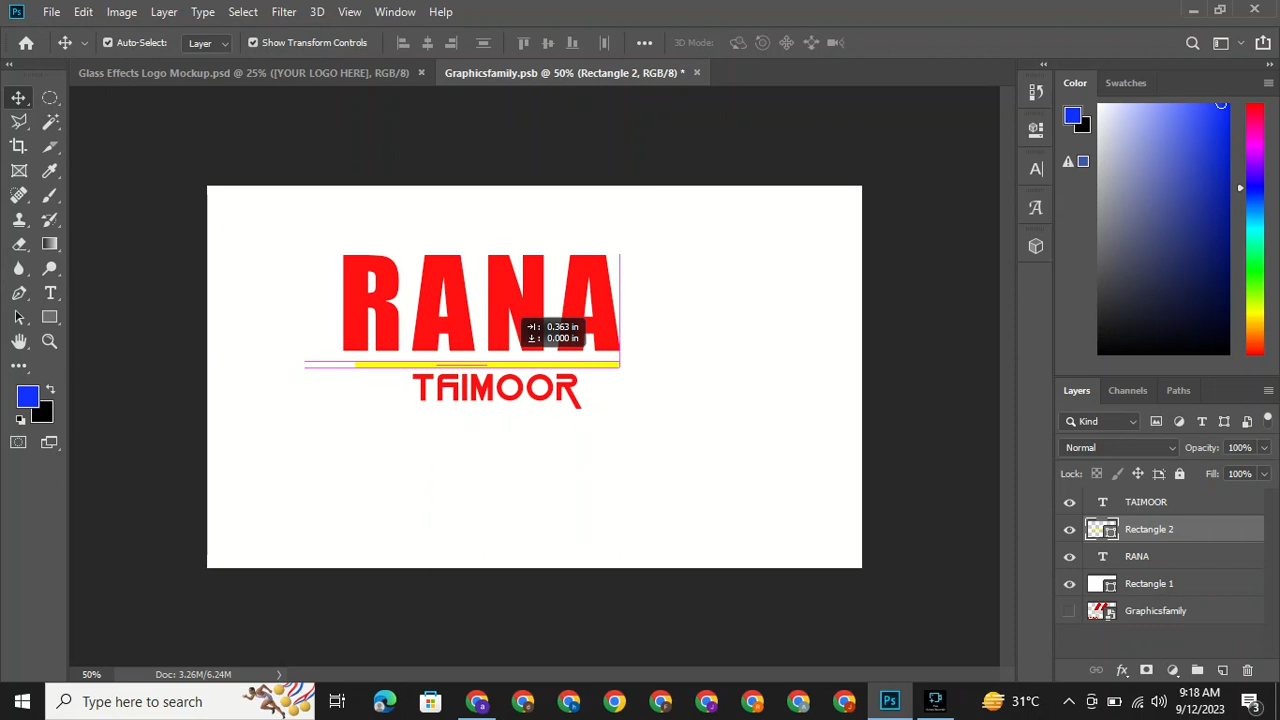 Ps File Edit Image Layer Type Select Filter 3D View Window Help
Auto-Select: Layer Show Transform Controls 3D Mode:
Glass Effects Logo Mockup.psd @ 25% ([YOUR LOGO HERE], RGB/8) × Graphicsfamily.psb @ 50% (Rectangle 2, RGB/8) * ×
Color Swatches
RANA
0.363 in
0.000 in
TAIMOOR
Layers Channels Paths
Kind
Normal Opacity: 100%
Lock: Fill: 100%
TAIMOOR
Rectangle 2
RANA
Rectangle 1
Graphicsfamily
50% Doc: 3.26M/6.24M
Type here to search
Ps
31°C
9:18 AM
9/12/2023
3